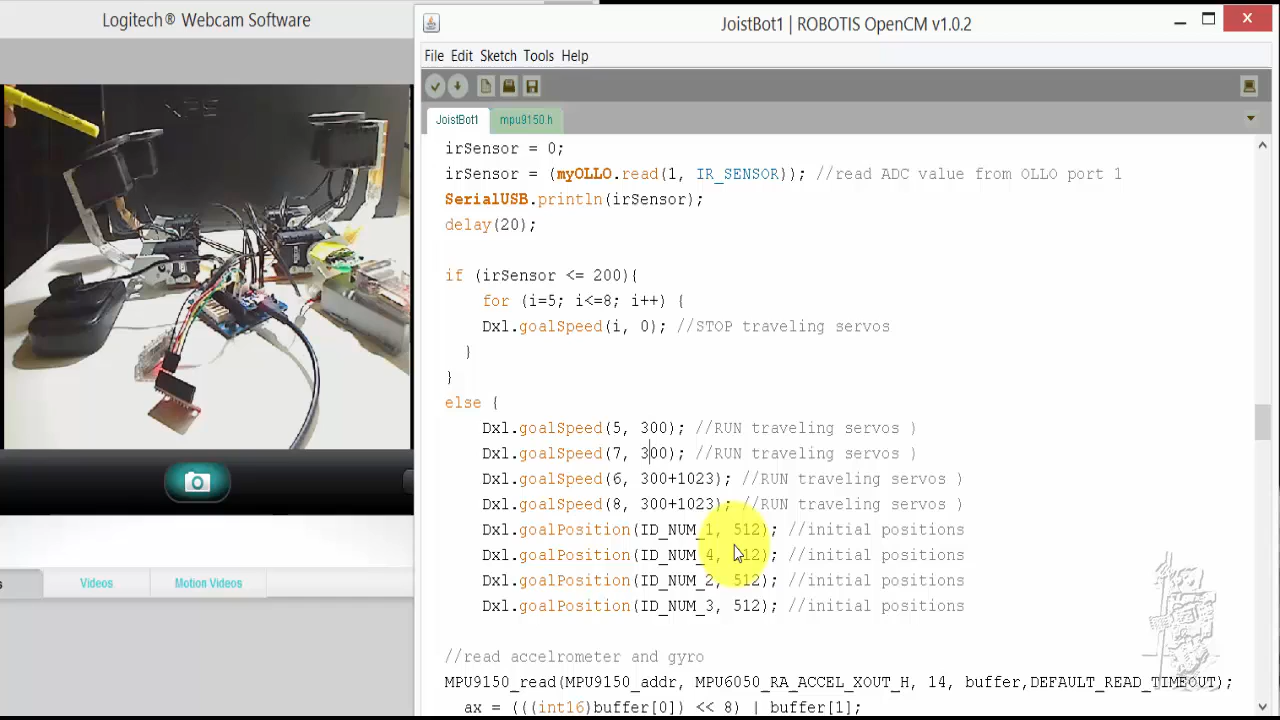 Logitech® Webcam Software
JoistBot1 | ROBOTIS OpenCM v1.0.2
File Edit Sketch Tools Help
JoistBot1 mpu9150.h
irSensor = 0;
irSensor = (myOLLO.read(1, IR_SENSOR)); //read ADC value from OLLO port 1
SerialUSB.println(irSensor);
delay(20);
if (irSensor <= 200){
for (i=5; i<=8; i++) {
Dxl.goalSpeed(i, 0); //STOP traveling servos
}
}
else {
Dxl.goalSpeed(5, 300); //RUN traveling servos )
Dxl.goalSpeed(7, 300); //RUN traveling servos )
Dxl.goalSpeed(6, 300+1023); //RUN traveling servos )
Dxl.goalSpeed(8, 300+1023); //RUN traveling servos )
Dxl.goalPosition(ID_NUM_1, 512); //initial positions
Dxl.goalPosition(ID_NUM_4, 512); //initial positions
Dxl.goalPosition(ID_NUM_2, 512); //initial positions
Dxl.goalPosition(ID_NUM_3, 512); //initial positions
//read accelrometer and gyro
MPU9150_read(MPU9150_addr, MPU6050_RA_ACCEL_XOUT_H, 14, buffer,DEFAULT_READ_TIMEOUT);
ax = (((int16)buffer[0]) << 8) | buffer[1];
Videos Motion Videos